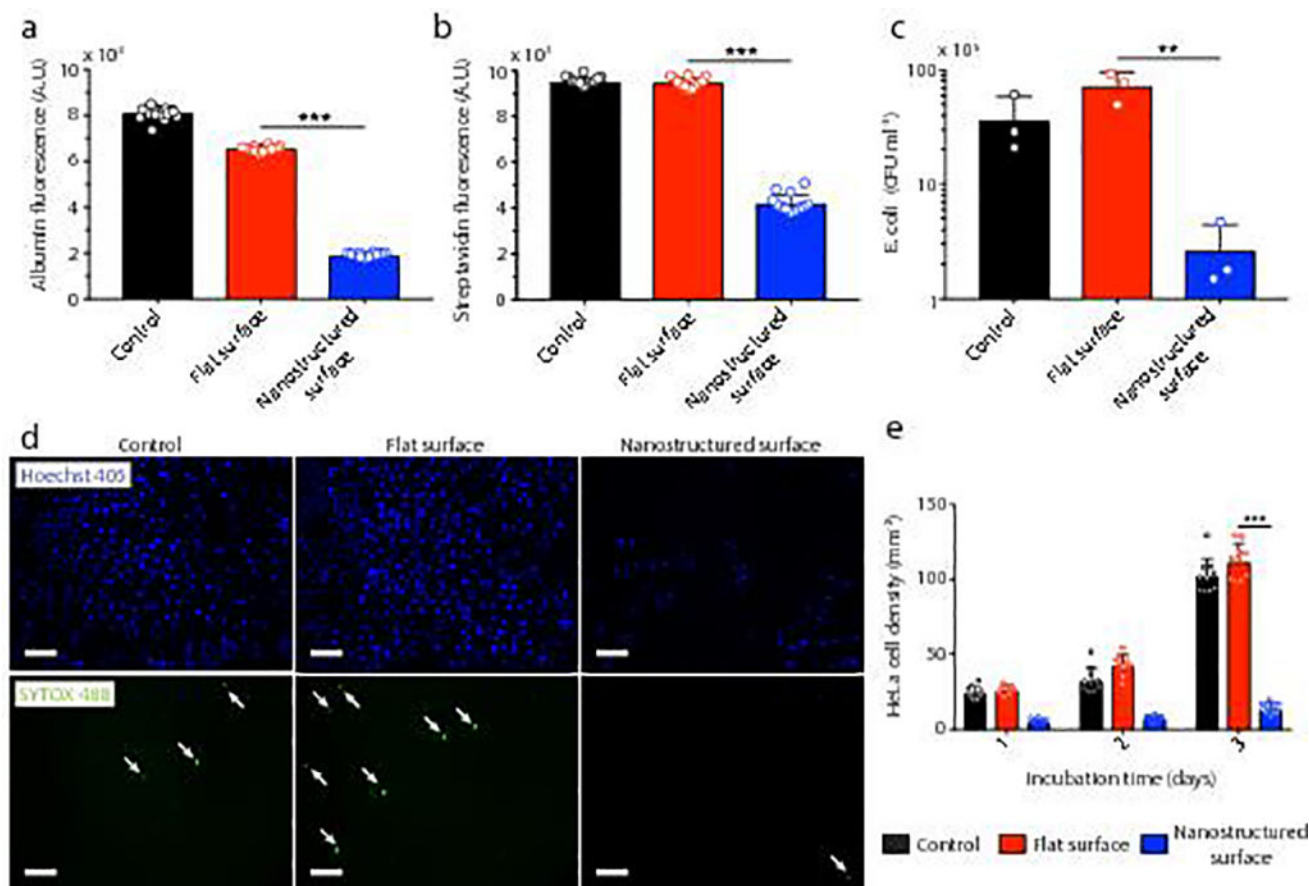 a
b
c
Albumin fluorescence (A.U.)
10
8
6
4
2
0
***
Control
Flat surface
Nanostructured
surface
Streptavidin fluorescence (A.U.)
10
8
6
4
2
0
***
Control
Flat surface
Nanostructured
surface
E. coli (CFU ml⁻¹)
100
10
1
**
Control
Flat surface
Nanostructured
surface
d
Control
Flat surface
Nanostructured surface
Hoechst 405
SYTOX 488
e
HeLa cell density (mm⁻²)
150
100
50
0
***
1
2
3
Incubation time (days)
Control
Flat surface
Nanostructured
surface